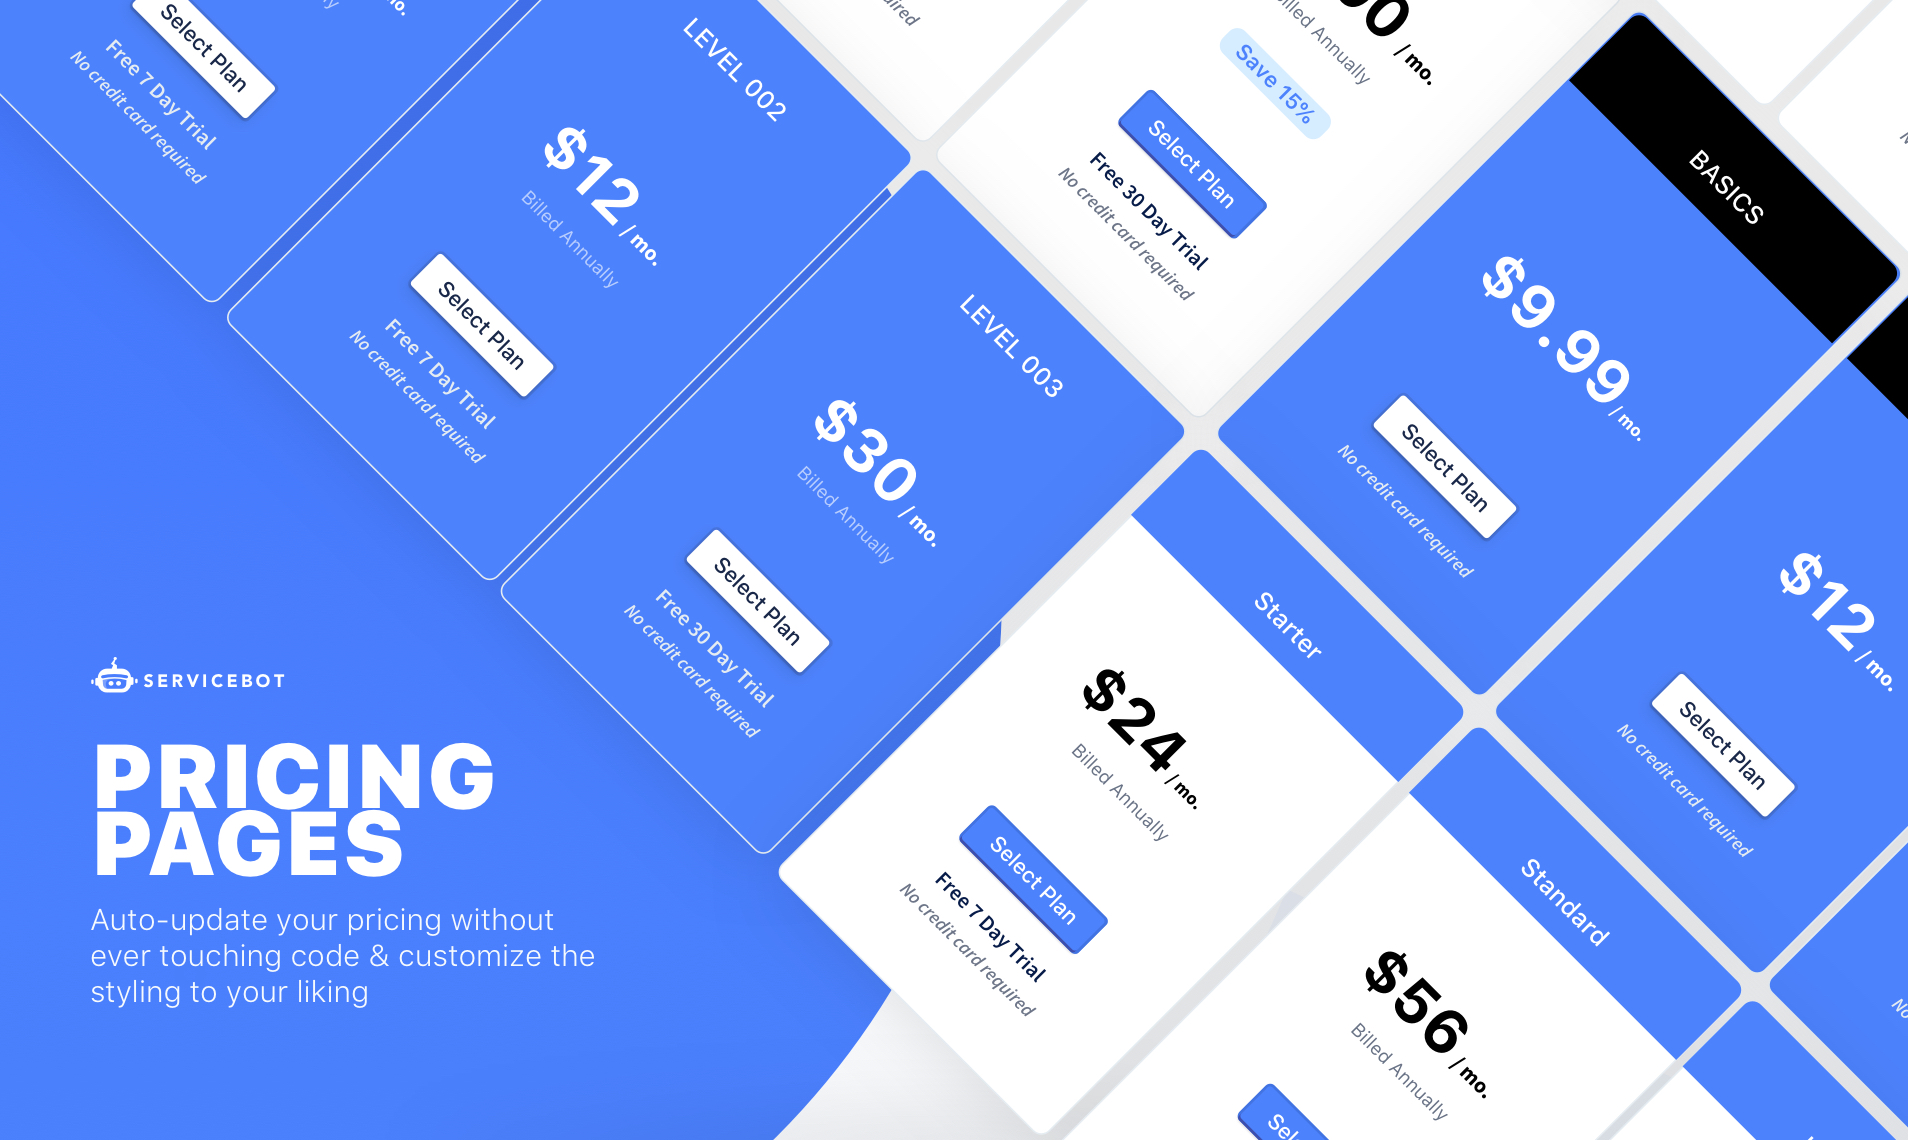 Select Plan
Free 7 Day Trial
No credit card required
mo.
LEVEL 002
$12 / mo.
Billed Annually
Select Plan
Free 7 Day Trial
No credit card required
LEVEL 003
$30 / mo.
Billed Annually
Select Plan
Free 30 Day Trial
No credit card required
/ mo.
Billed Annually
Save 15%
Select Plan
Free 30 Day Trial
No credit card required
BASICS
$9.99 / mo.
Select Plan
No credit card required
$12 / mo.
Select Plan
No credit card required
Starter
$24 / mo.
Billed Annually
Select Plan
Free 7 Day Trial
No credit card required
Standard
$56 / mo.
Billed Annually
SERVICEBOT
PRICING
PAGES
Auto-update your pricing without
ever touching code & customize the
styling to your liking